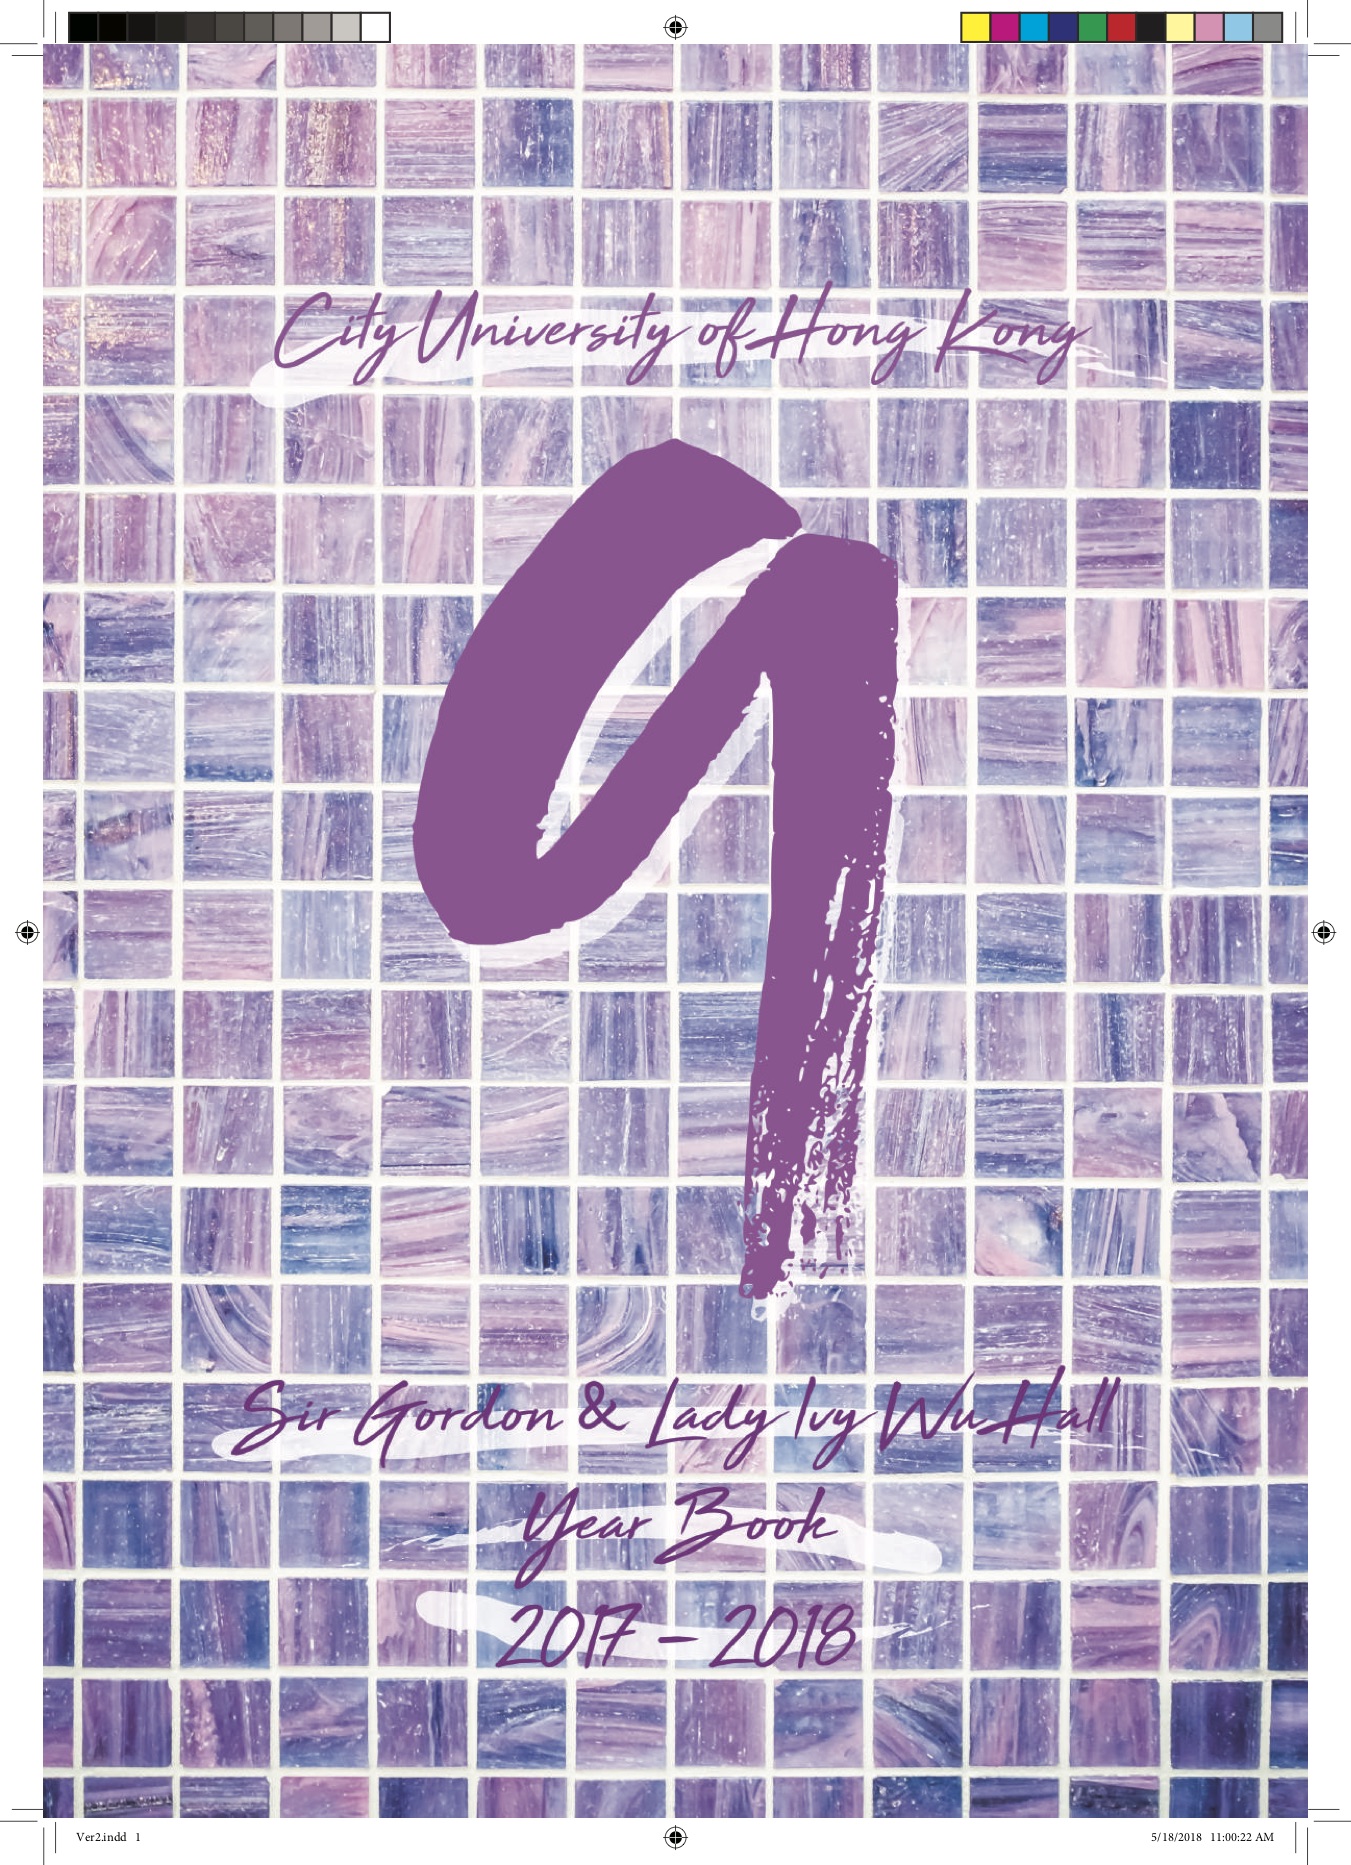 City University of Hong Kong
9
Sir Gordon & Lady Ivy Wu Hall
Year Book
2017 – 2018
Ver2.indd 1
5/18/2018 11:00:22 AM